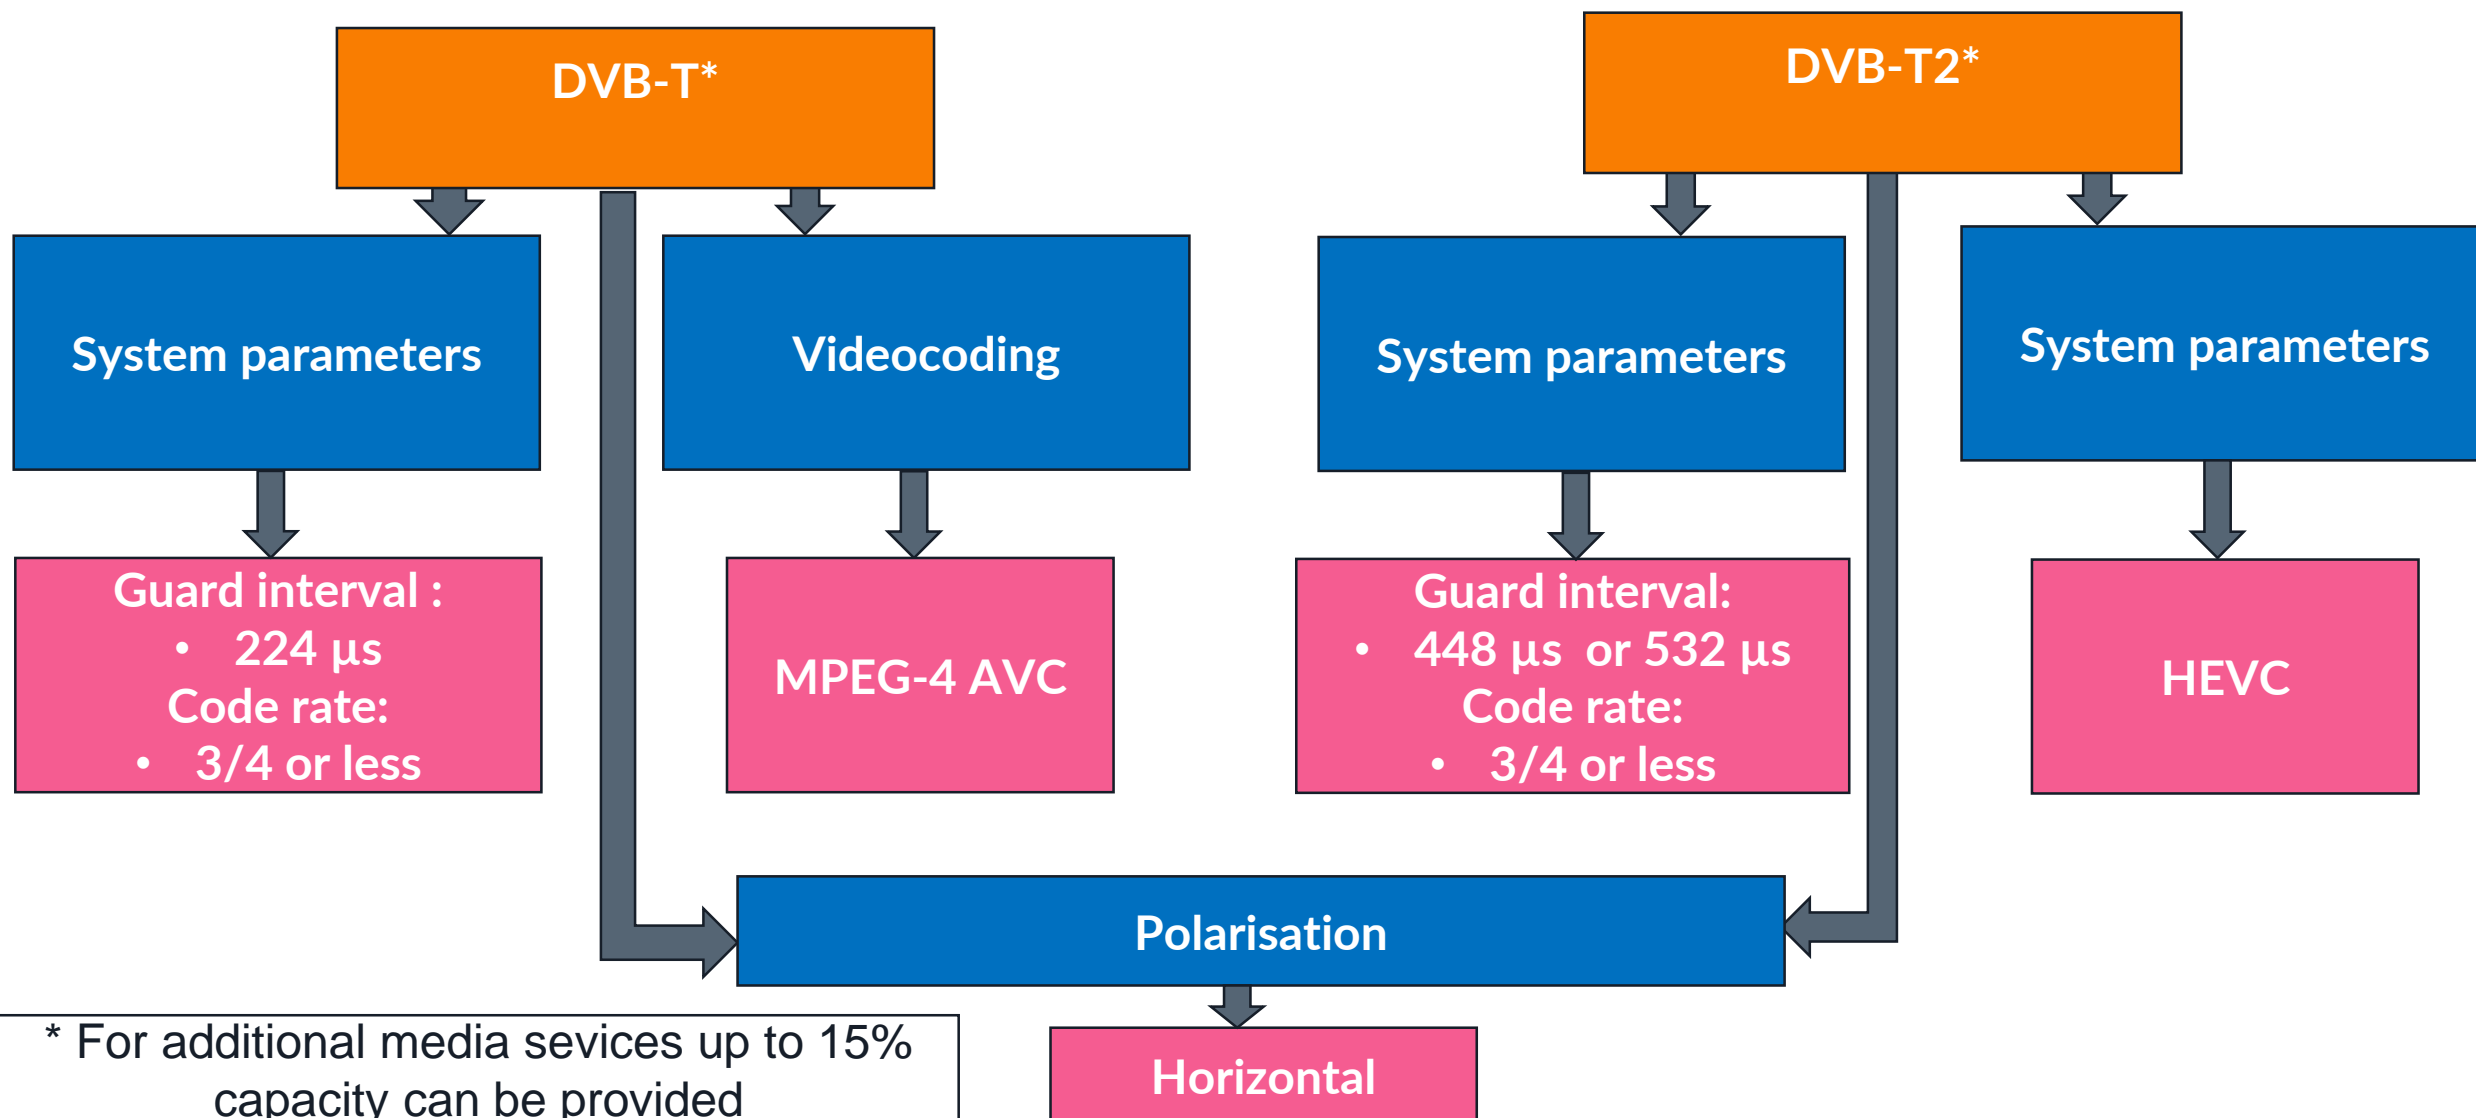 DVB-T*
DVB-T2*
System parameters
Videocoding
System parameters
System parameters
Guard interval :
• 224 µs
Code rate:
• 3/4 or less
MPEG-4 AVC
Guard interval:
• 448 µs or 532 µs
Code rate:
• 3/4 or less
HEVC
Polarisation
Horizontal
* For additional media sevices up to 15%
capacity can be provided